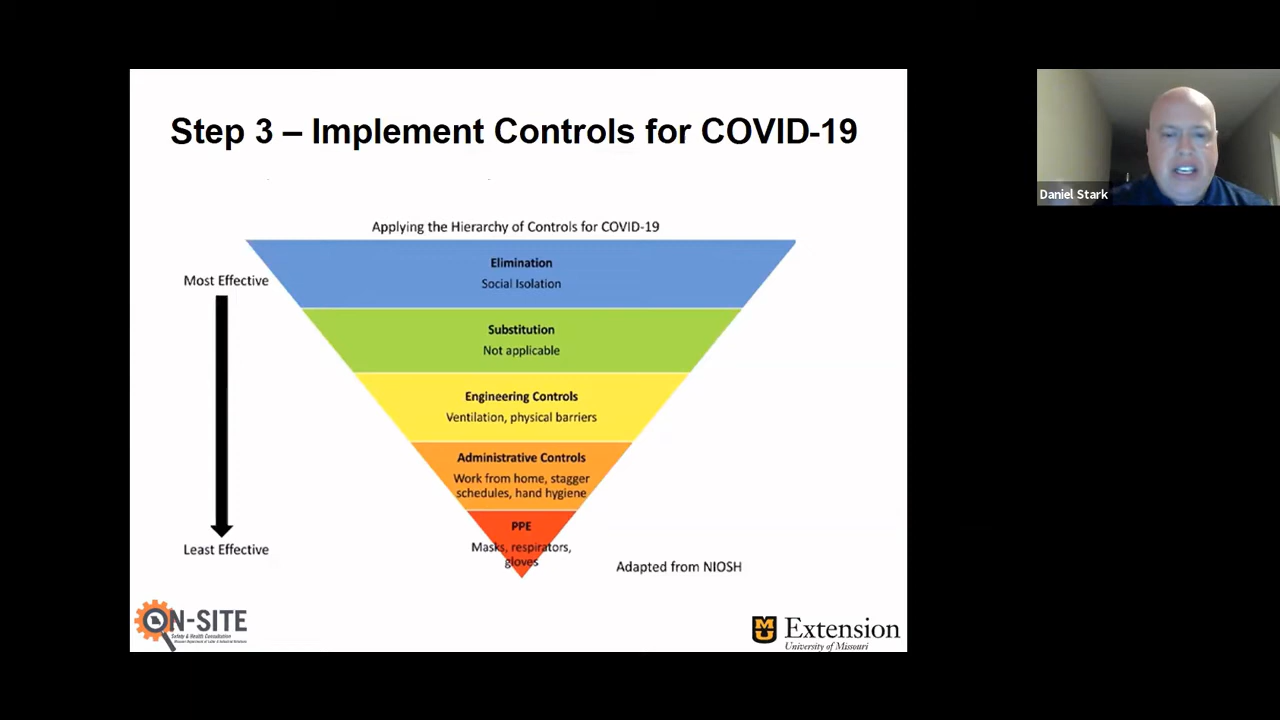 Step 3 – Implement Controls for COVID-19
Applying the Hierarchy of Controls for COVID-19
Most Effective
Elimination
Social Isolation
Substitution
Not applicable
Engineering Controls
Ventilation, physical barriers
Administrative Controls
Work from home, stagger
schedules, hand hygiene
PPE
Masks, respirators,
gloves
Least Effective
Adapted from NIOSH
ON-SITE
Safety & Health Consultation
Missouri Department of Labor & Industrial Relations
MU
Extension
University of Missouri
Daniel Stark